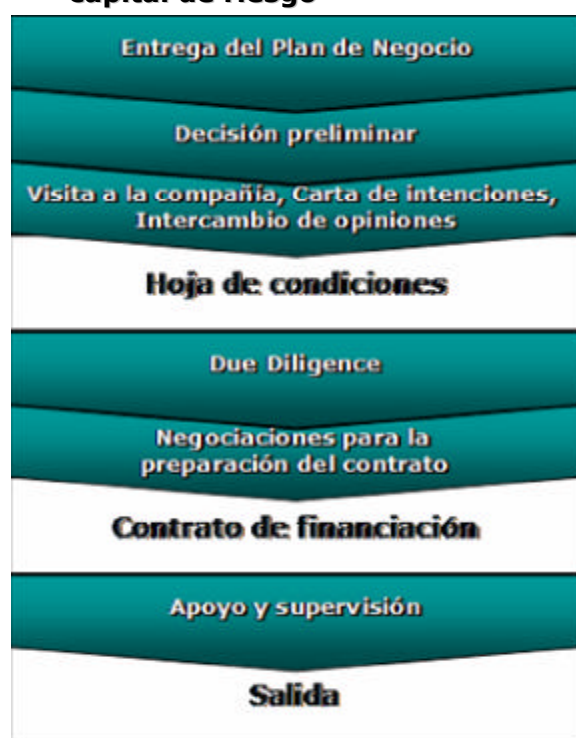 capital de riesgo
Entrega del Plan de Negocio
Decisión preliminar
Visita a la compañía, Carta de intenciones,
Intercambio de opiniones
Hoja de condiciones
Due Diligence
Negociaciones para la
preparación del contrato
Contrato de financiación
Apoyo y supervisión
Salida